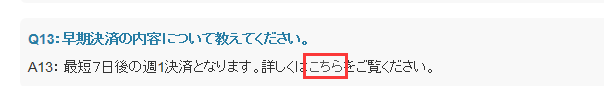 Q13：早期決済の内容について教えてください。
A13： 最短7日後の週1決済となります。詳しくはこちらをご覧ください。